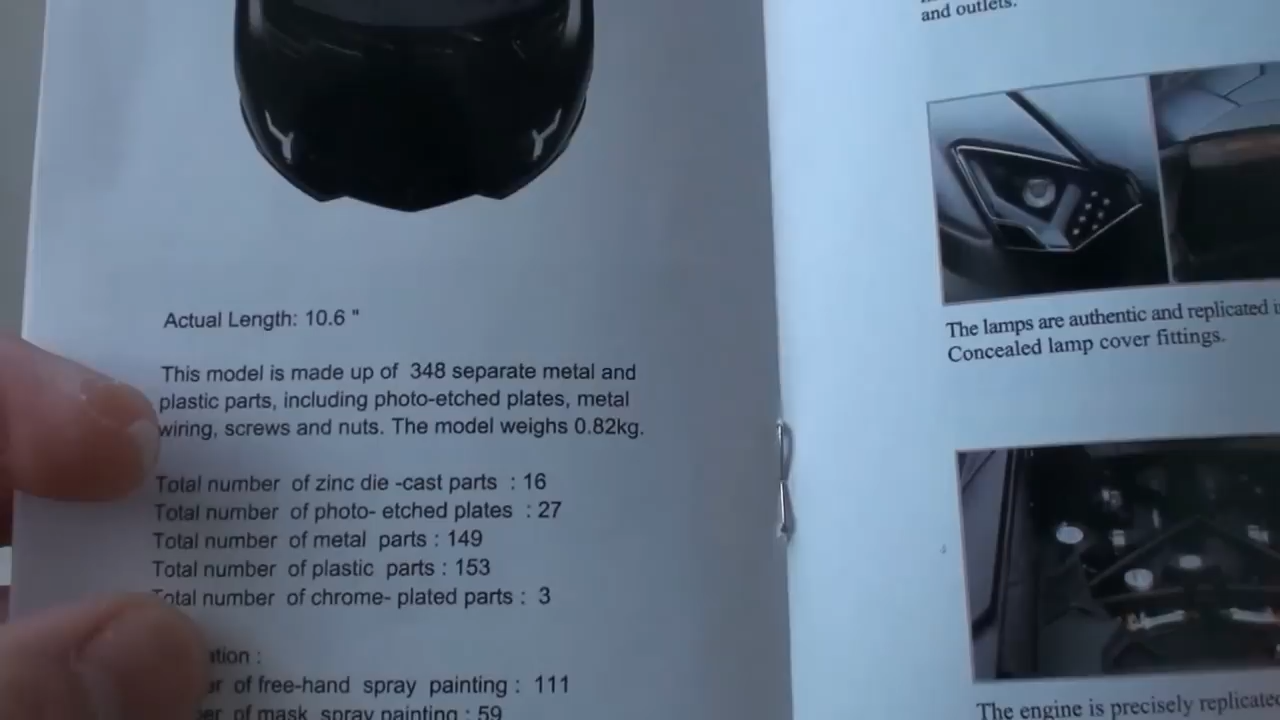 Actual Length: 10.6 "
This model is made up of 348 separate metal and
plastic parts, including photo-etched plates, metal
wiring, screws and nuts. The model weighs 0.82kg.
Total number of zinc die -cast parts : 16
Total number of photo- etched plates : 27
Total number of metal parts : 149
Total number of plastic parts : 153
Total number of chrome- plated parts : 3
of free-hand spray painting : 111
of mask spray painting : 59
and outlets.
The lamps are authentic and replicated
Concealed lamp cover fittings.
The engine is precisely replicated